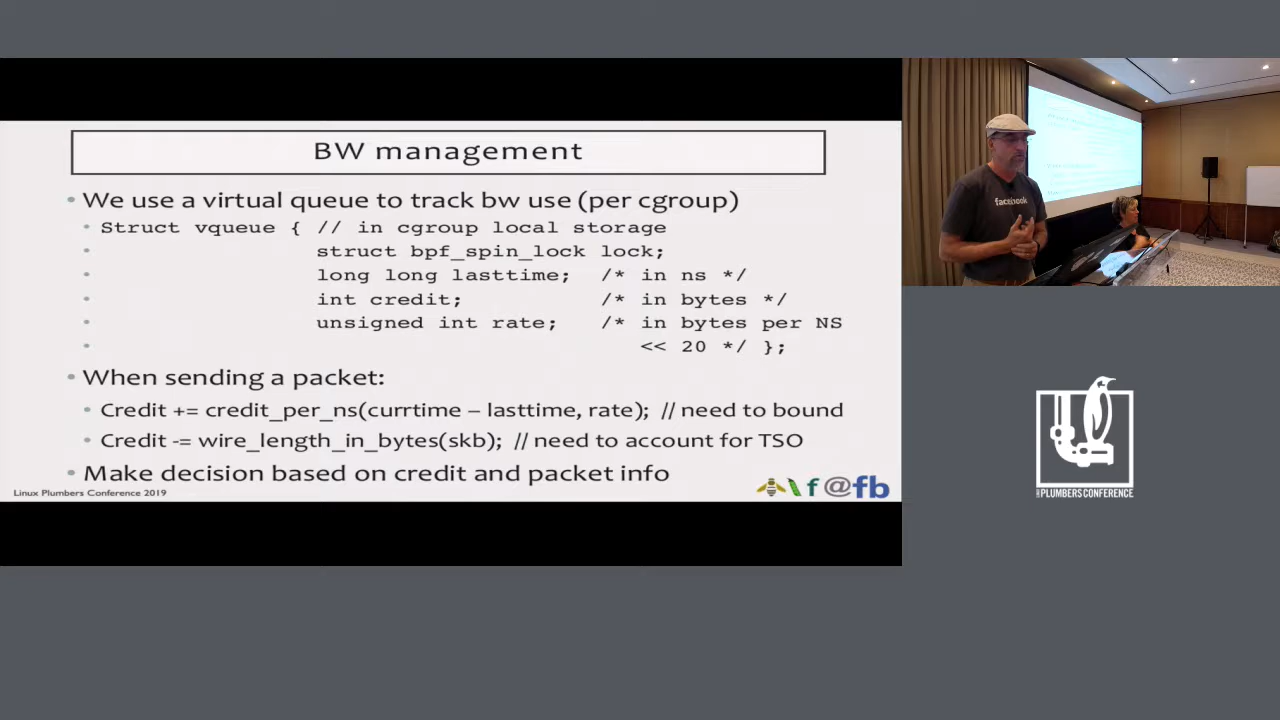 BW management
• We use a virtual queue to track bw use (per cgroup)
• Struct vqueue { // in cgroup local storage
• struct bpf_spin_lock lock;
• long long lasttime; /* in ns */
• int credit; /* in bytes */
• unsigned int rate; /* in bytes per NS
• << 20 */ };
• When sending a packet:
• Credit += credit_per_ns(currtime – lasttime, rate); // need to bound
• Credit -= wire_length_in_bytes(skb); // need to account for TSO
• Make decision based on credit and packet info
Linux Plumbers Conference 2019
f @fb
facebook
PLUMBERS CONFERENCE